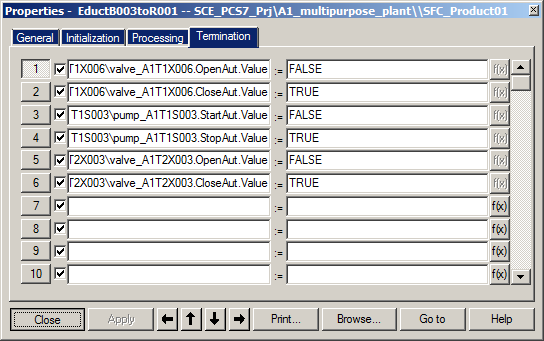 Properties - EductB003toR001 -- SCE_PCS7_Prj\A1_multipurpose_plant\\SFC_Product01
General Initialization Processing Termination
1 T1X006\valve_A1T1X006.OpenAut.Value := FALSE f(x)
2 T1X006\valve_A1T1X006.CloseAut.Value := TRUE f(x)
3 T1S003\pump_A1T1S003.StartAut.Value := FALSE f(x)
4 T1S003\pump_A1T1S003.StopAut.Value := TRUE f(x)
5 T2X003\valve_A1T2X003.OpenAut.Value := FALSE f(x)
6 T2X003\valve_A1T2X003.CloseAut.Value := TRUE f(x)
7 := f(x)
8 := f(x)
9 := f(x)
10 := f(x)
Close Apply Print... Browse... Go to Help